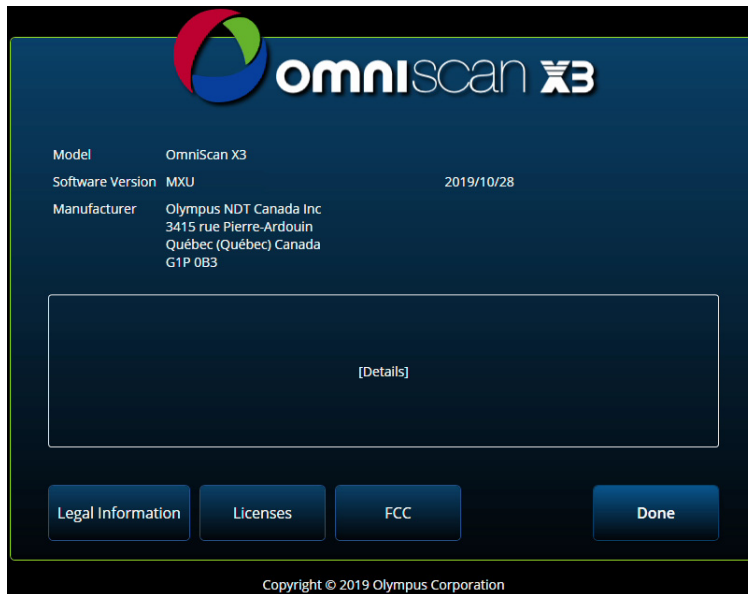 omniscan X3
Model OmniScan X3
Software Version MXU 2019/10/28
Manufacturer Olympus NDT Canada Inc
3415 rue Pierre-Ardouin
Québec (Québec) Canada
G1P 0B3
[Details]
Legal Information Licenses FCC Done
Copyright © 2019 Olympus Corporation